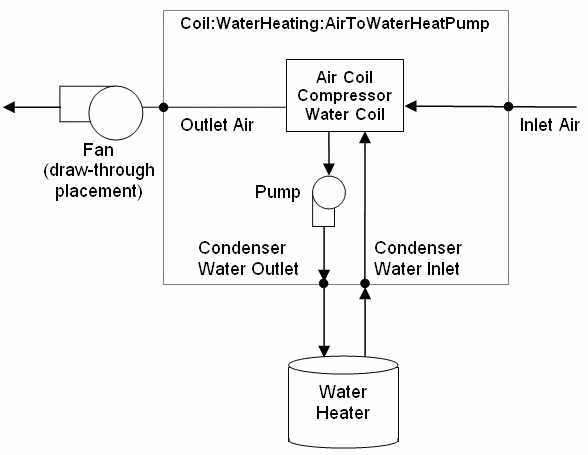 Coil:WaterHeating:AirToWaterHeatPump
Air Coil
Compressor
Water Coil
Outlet Air
Inlet Air
Fan
(draw-through
placement)
Pump
Condenser
Water Outlet
Condenser
Water Inlet
Water
Heater